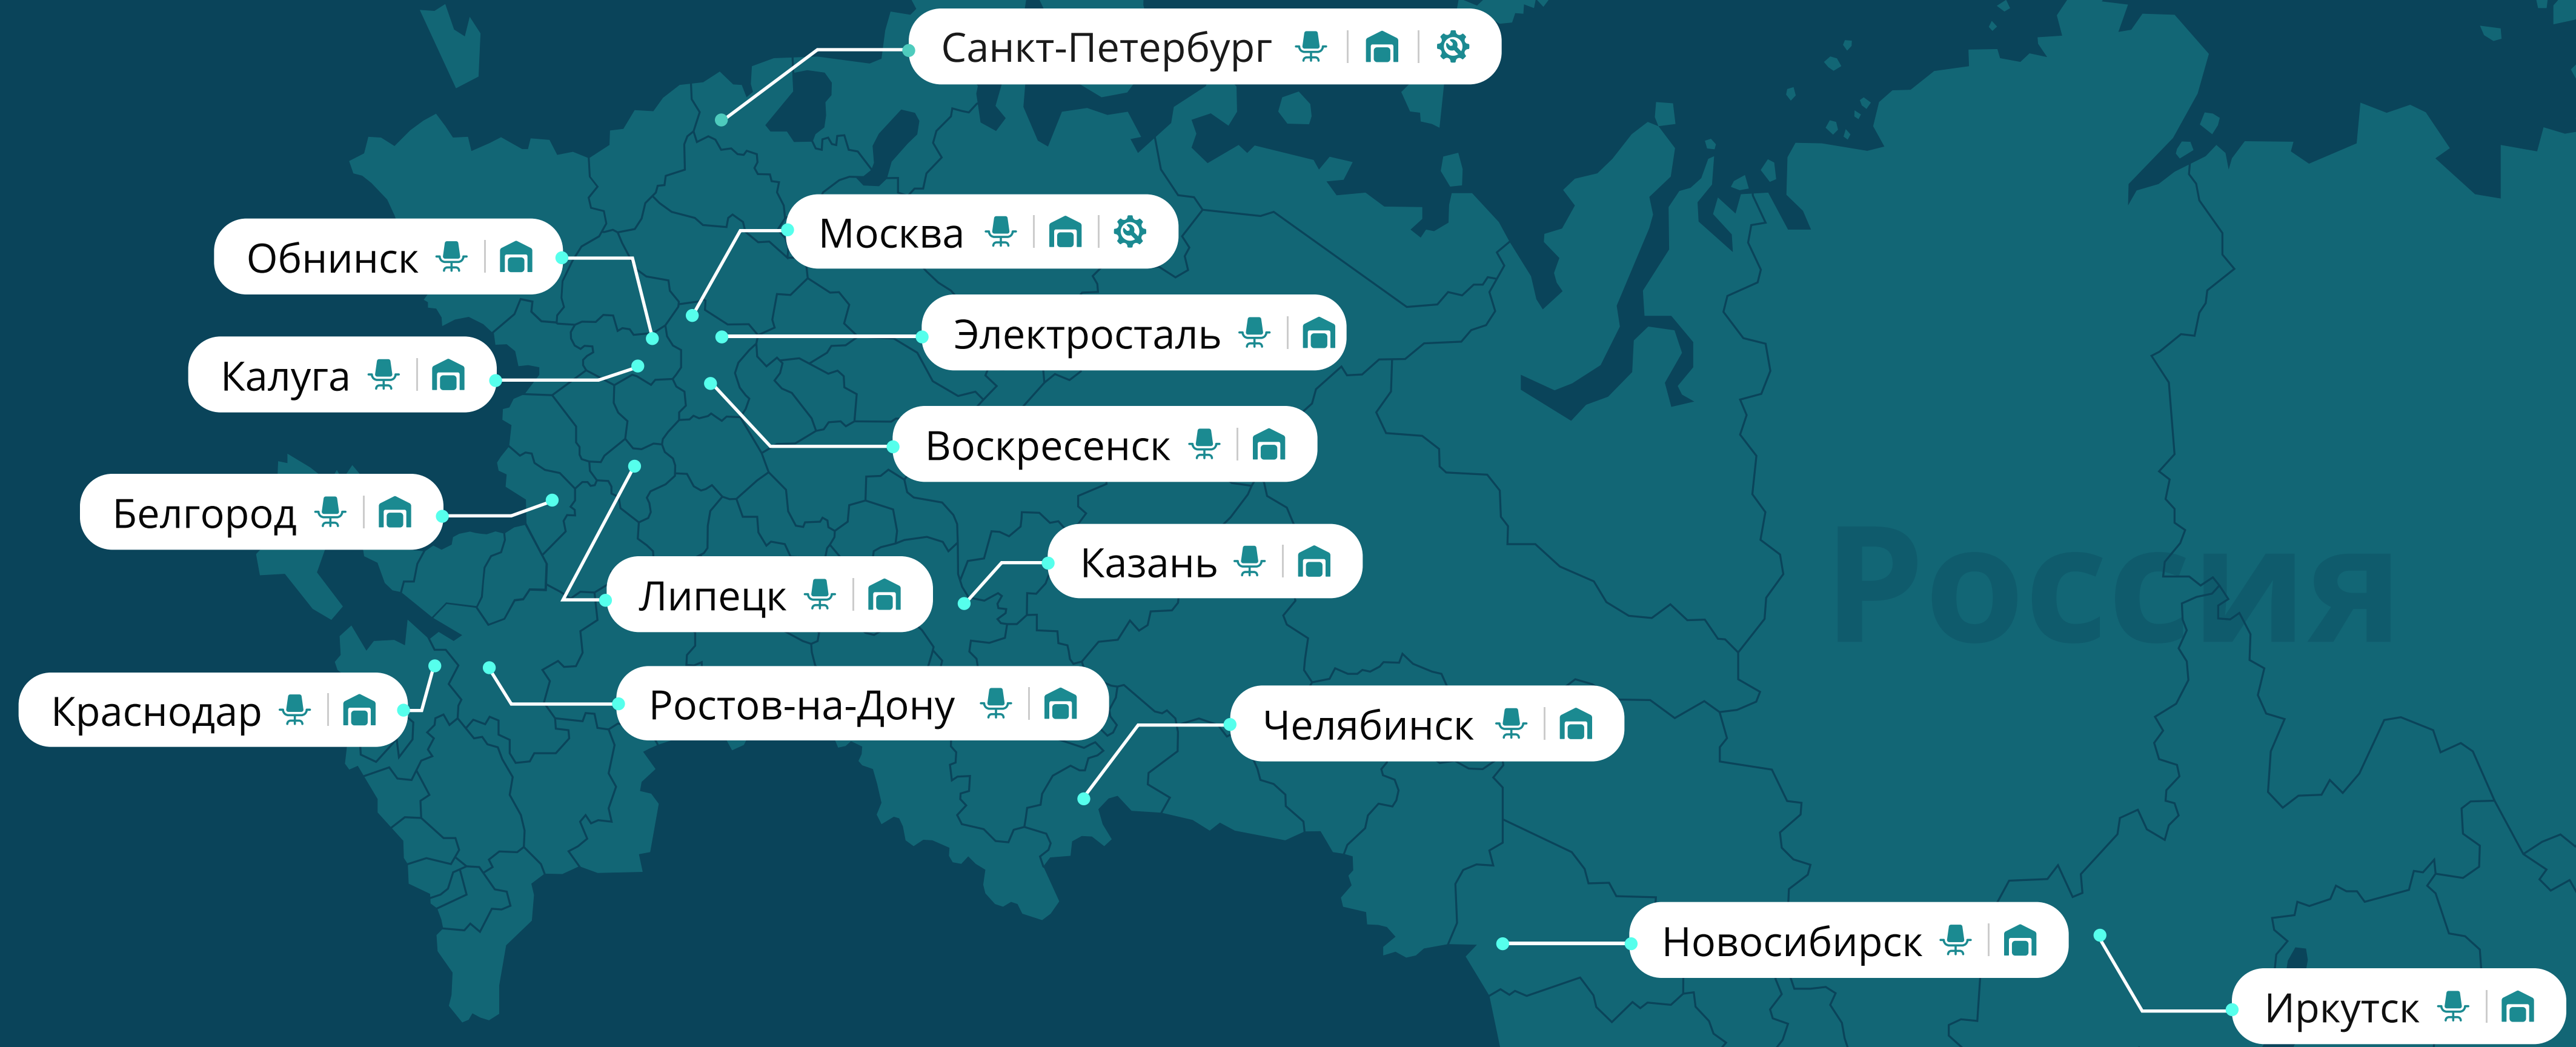 Санкт-Петербург
Москва
Обнинск
Электросталь
Калуга
Воскресенск
Белгород
Казань
Липецк
Россия
Краснодар
Ростов-на-Дону
Челябинск
Новосибирск
Иркутск